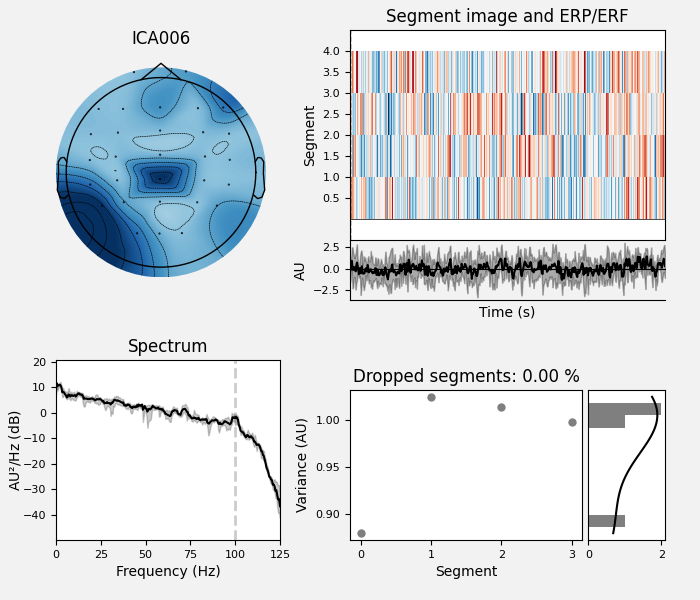 ICA006
Segment image and ERP/ERF
Segment
4.0
3.5
3.0
2.5
2.0
1.5
1.0
0.5
AU
2.5
0.0
−2.5
Time (s)
Spectrum
AU²/Hz (dB)
20
10
0
−10
−20
−30
−40
0 25 50 75 100 125
Frequency (Hz)
Dropped segments: 0.00 %
Variance (AU)
1.00
0.95
0.90
0 1 2 3
Segment
0 2